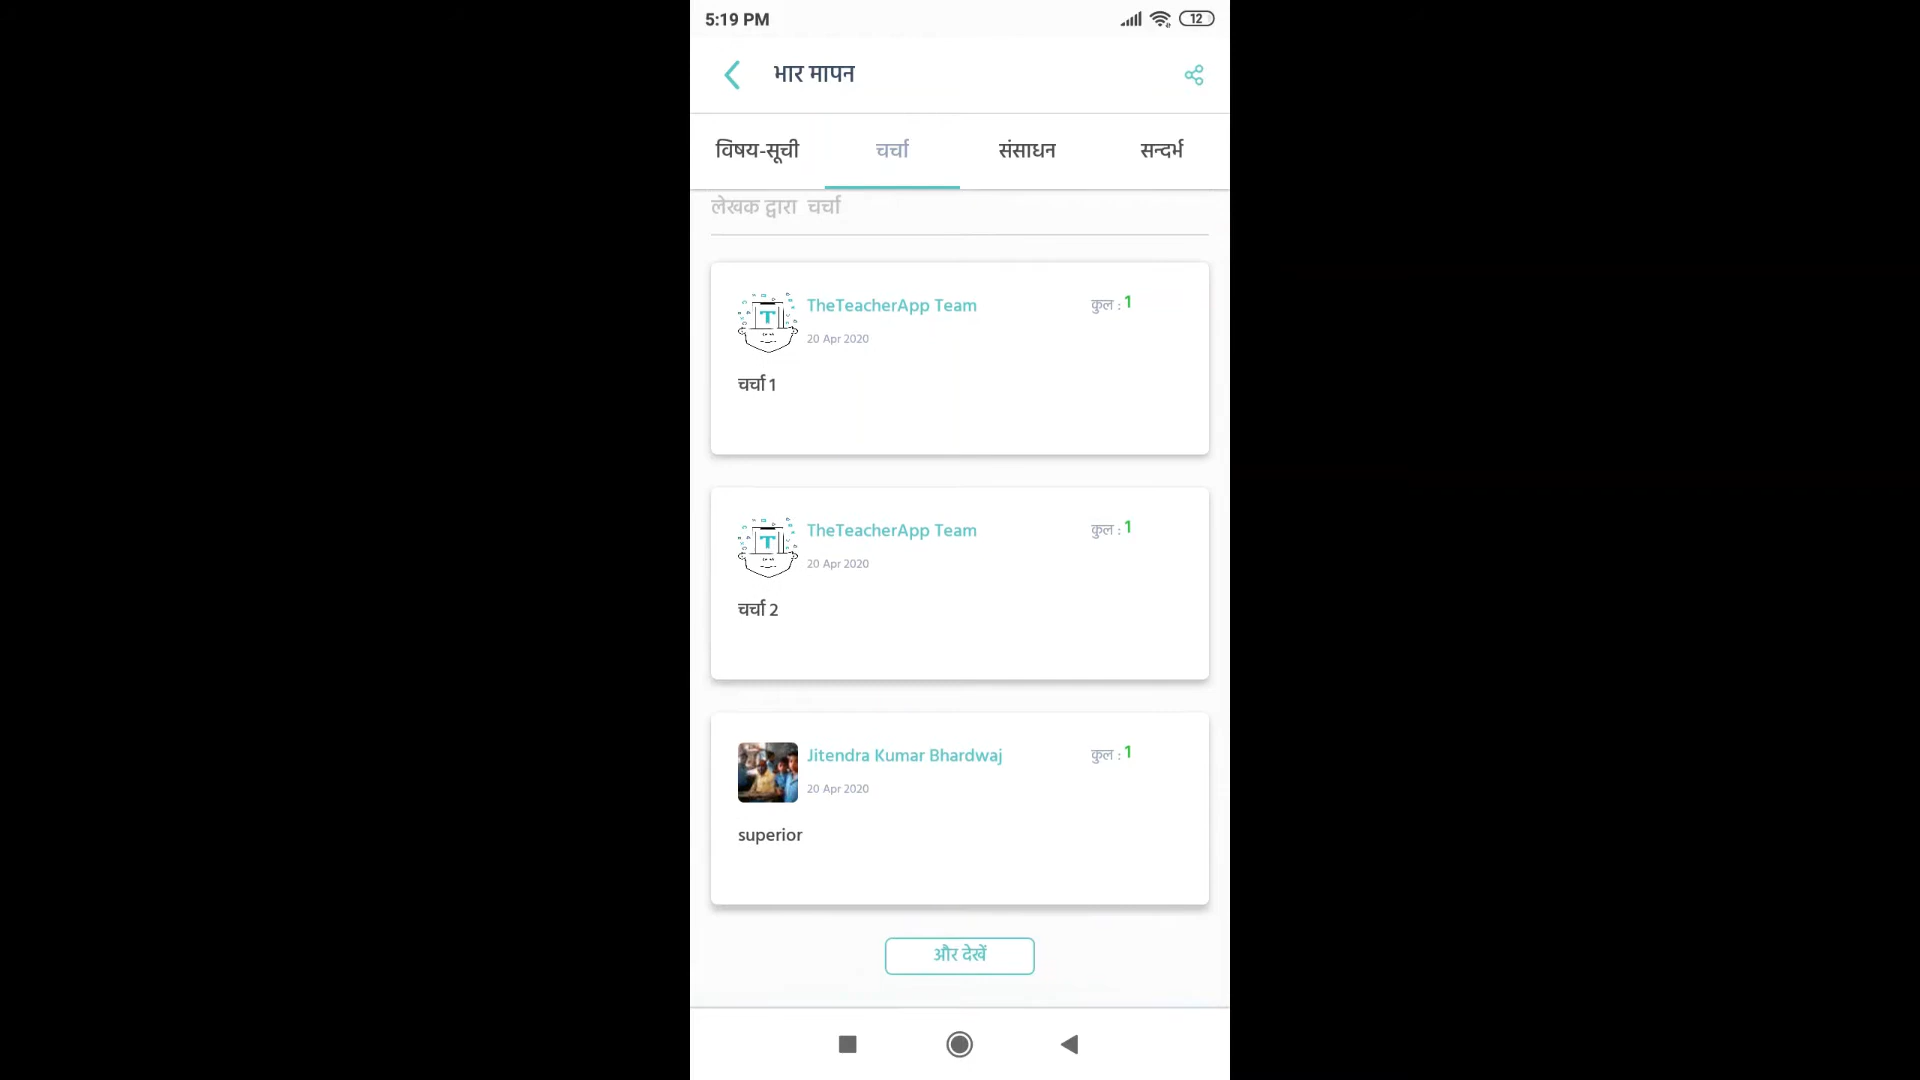 5:19 PM
12
भार मापन
विषय-सूची
चर्चा
संसाधन
सन्दर्भ
लेखक द्वारा चर्चा
TheTeacherApp Team
कुल : 1
20 Apr 2020
चर्चा 1
TheTeacherApp Team
कुल : 1
20 Apr 2020
चर्चा 2
Jitendra Kumar Bhardwaj
कुल : 1
20 Apr 2020
superior
और देखें